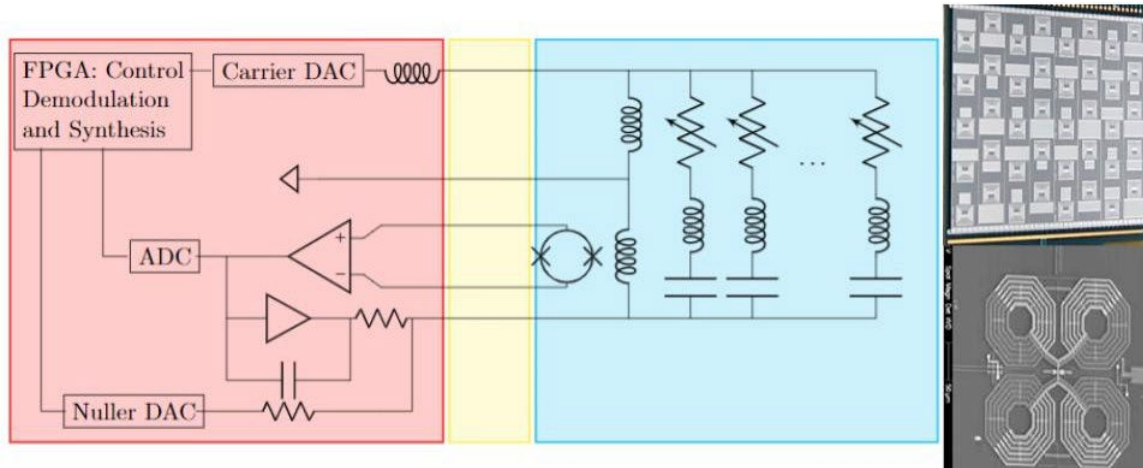 FPGA: Control
Demodulation
and Synthesis
Carrier DAC
...
+
−
ADC
Nuller DAC